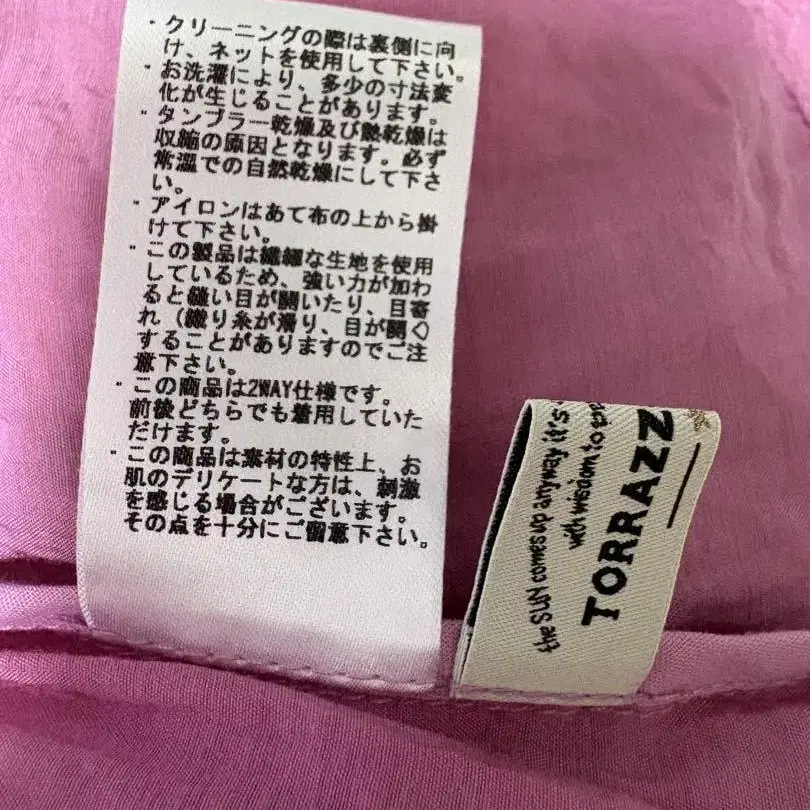 ・クリーニングの際は裏側に向
け、ネットを使用して下さい。
・お洗濯により、多少の寸法変
化が生じることがあります。
・タンブラー乾燥及び熱乾燥は
収縮の原因となります。必ず
常温での自然乾燥にして下さ
い。
・アイロンはあて布の上から掛
けて下さい。
・この製品は繊細な生地を使用
しているため、強い力が加わ
ると縫い目が開いたり、目寄
れ（織り糸が滑り、目が開く）
することがありますのでご注
意下さい。
・この商品は2WAY仕様です。
前後どちらでも着用していた
だけます。
・この商品は素材の特性上、お
肌のデリケートな方は、刺激
を感じる場合がございます。
その点を十分にご留意下さい。
the SUN comes up anyway it's
with wisdom to
TORRAZZ